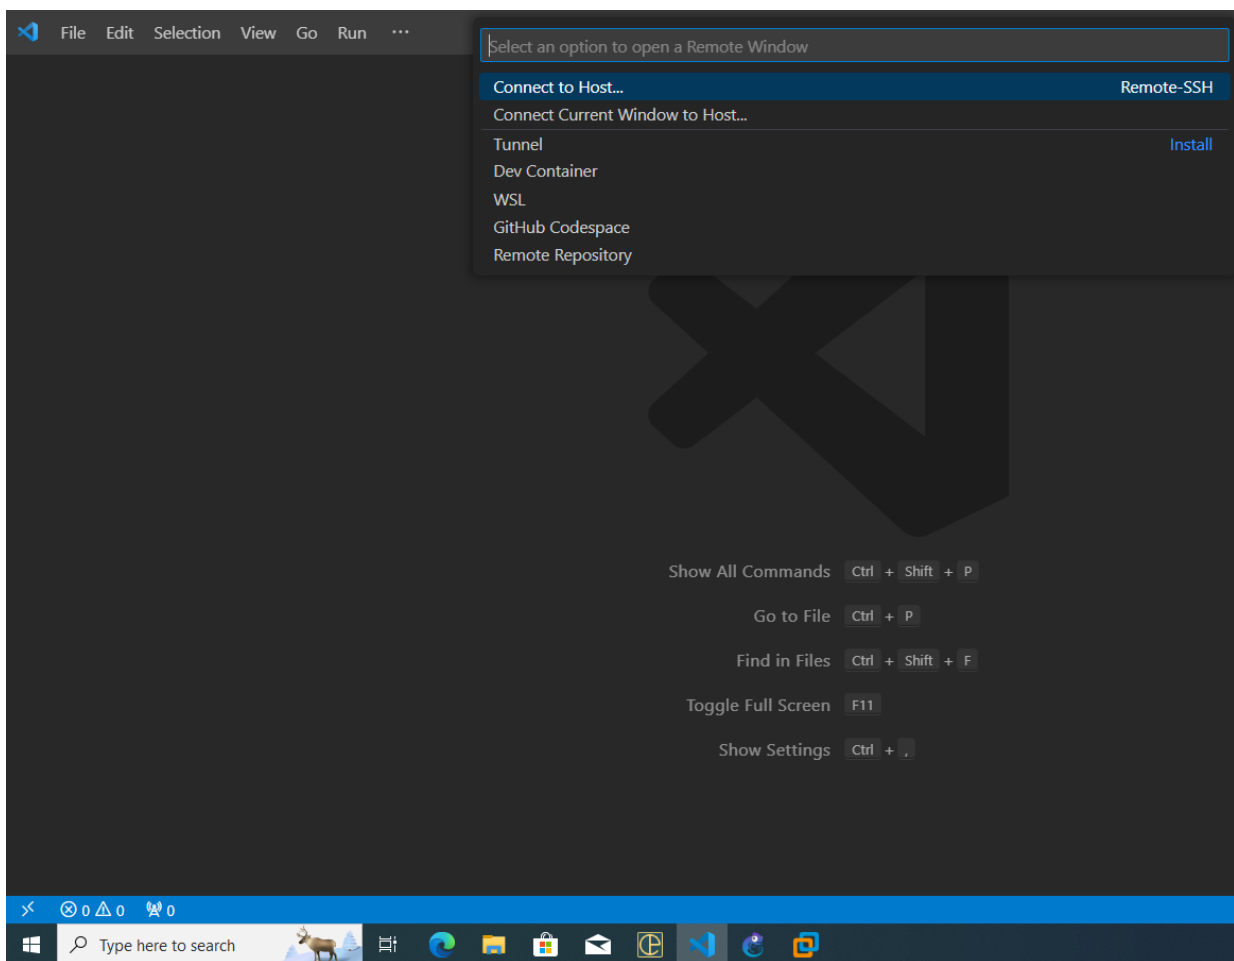 File Edit Selection View Go Run ···
Select an option to open a Remote Window
Connect to Host... Remote-SSH
Connect Current Window to Host...
Tunnel Install
Dev Container
WSL
GitHub Codespace
Remote Repository
Show All Commands Ctrl + Shift + P
Go to File Ctrl + P
Find in Files Ctrl + Shift + F
Toggle Full Screen F11
Show Settings Ctrl + ,
0 0 0
Type here to search